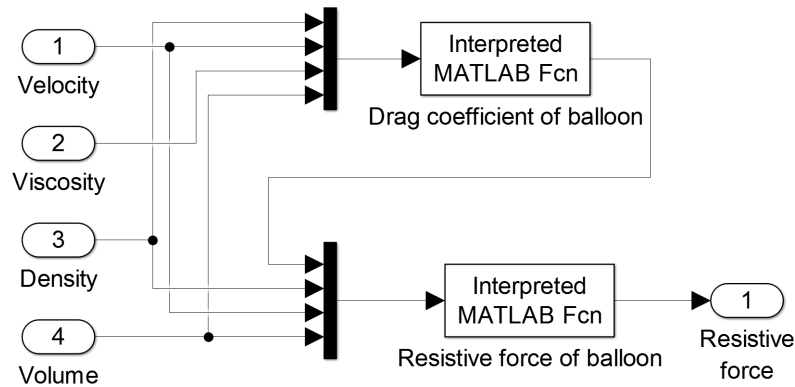 1
Velocity
2
Viscosity
3
Density
4
Volume
Interpreted
MATLAB Fcn
Drag coefficient of balloon
Interpreted
MATLAB Fcn
Resistive force of balloon
1
Resistive
force